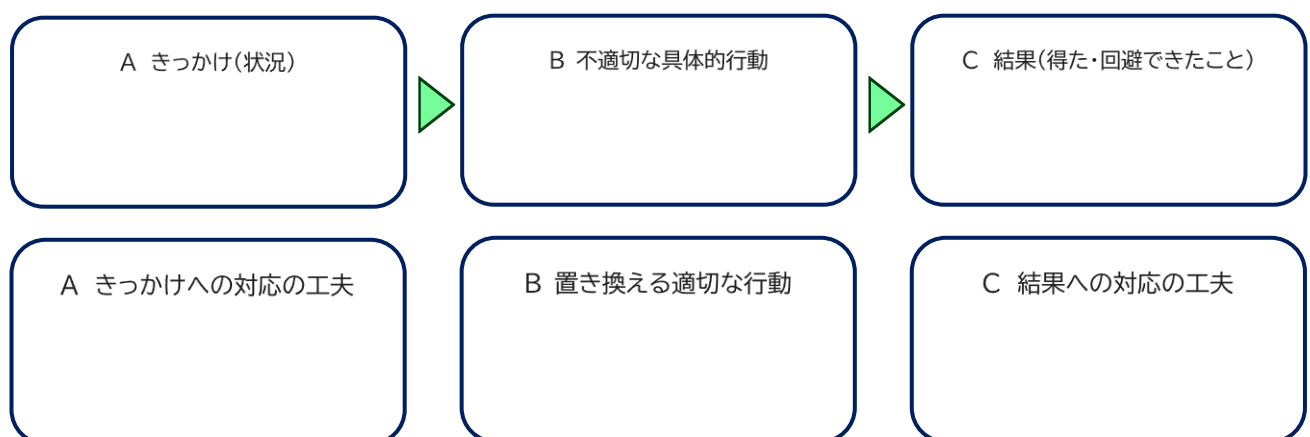 A きっかけ(状況)
B 不適切な具体的行動
C 結果(得た・回避できたこと)
A きっかけへの対応の工夫
B 置き換える適切な行動
C 結果への対応の工夫